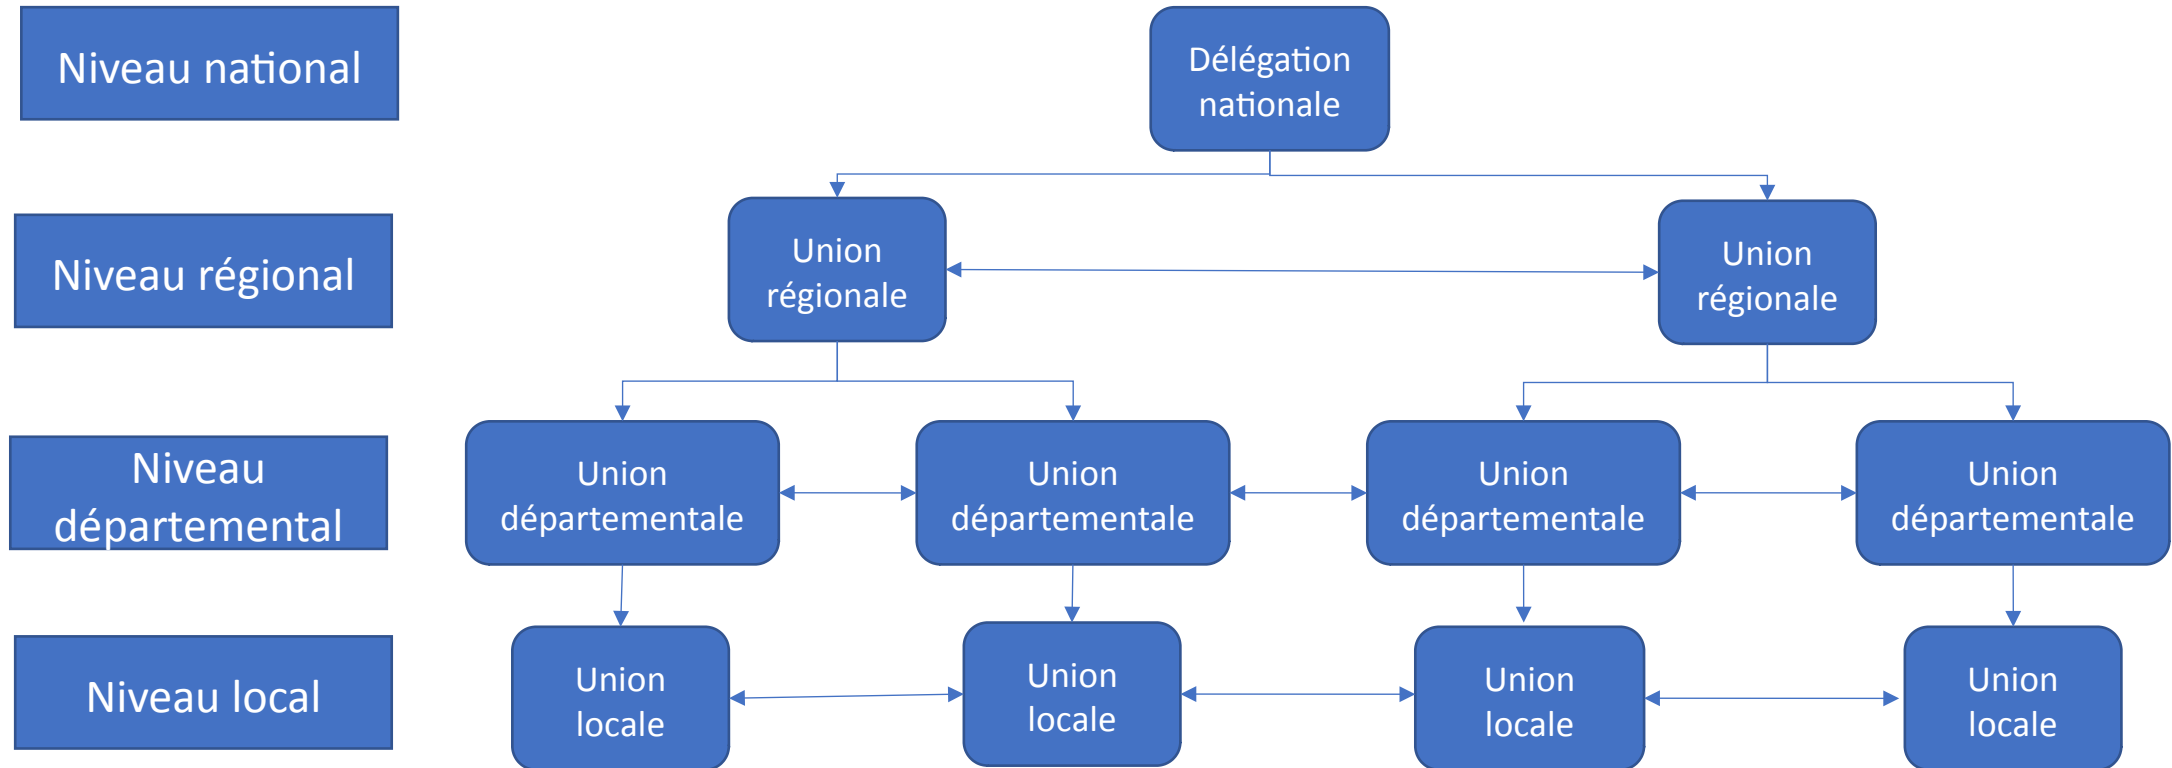 Niveau national
Délégation
nationale
Niveau régional
Union
régionale
Union
régionale
Niveau
départemental
Union
départementale
Union
départementale
Union
départementale
Union
départementale
Niveau local
Union
locale
Union
locale
Union
locale
Union
locale